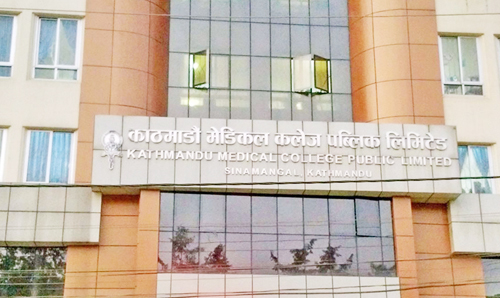 काठमाडौं मेडिकल कलेज पब्लिक लिमिटेड
KATHMANDU MEDICAL COLLEGE PUBLIC LIMITED
SINAMANGAL, KATHMANDU